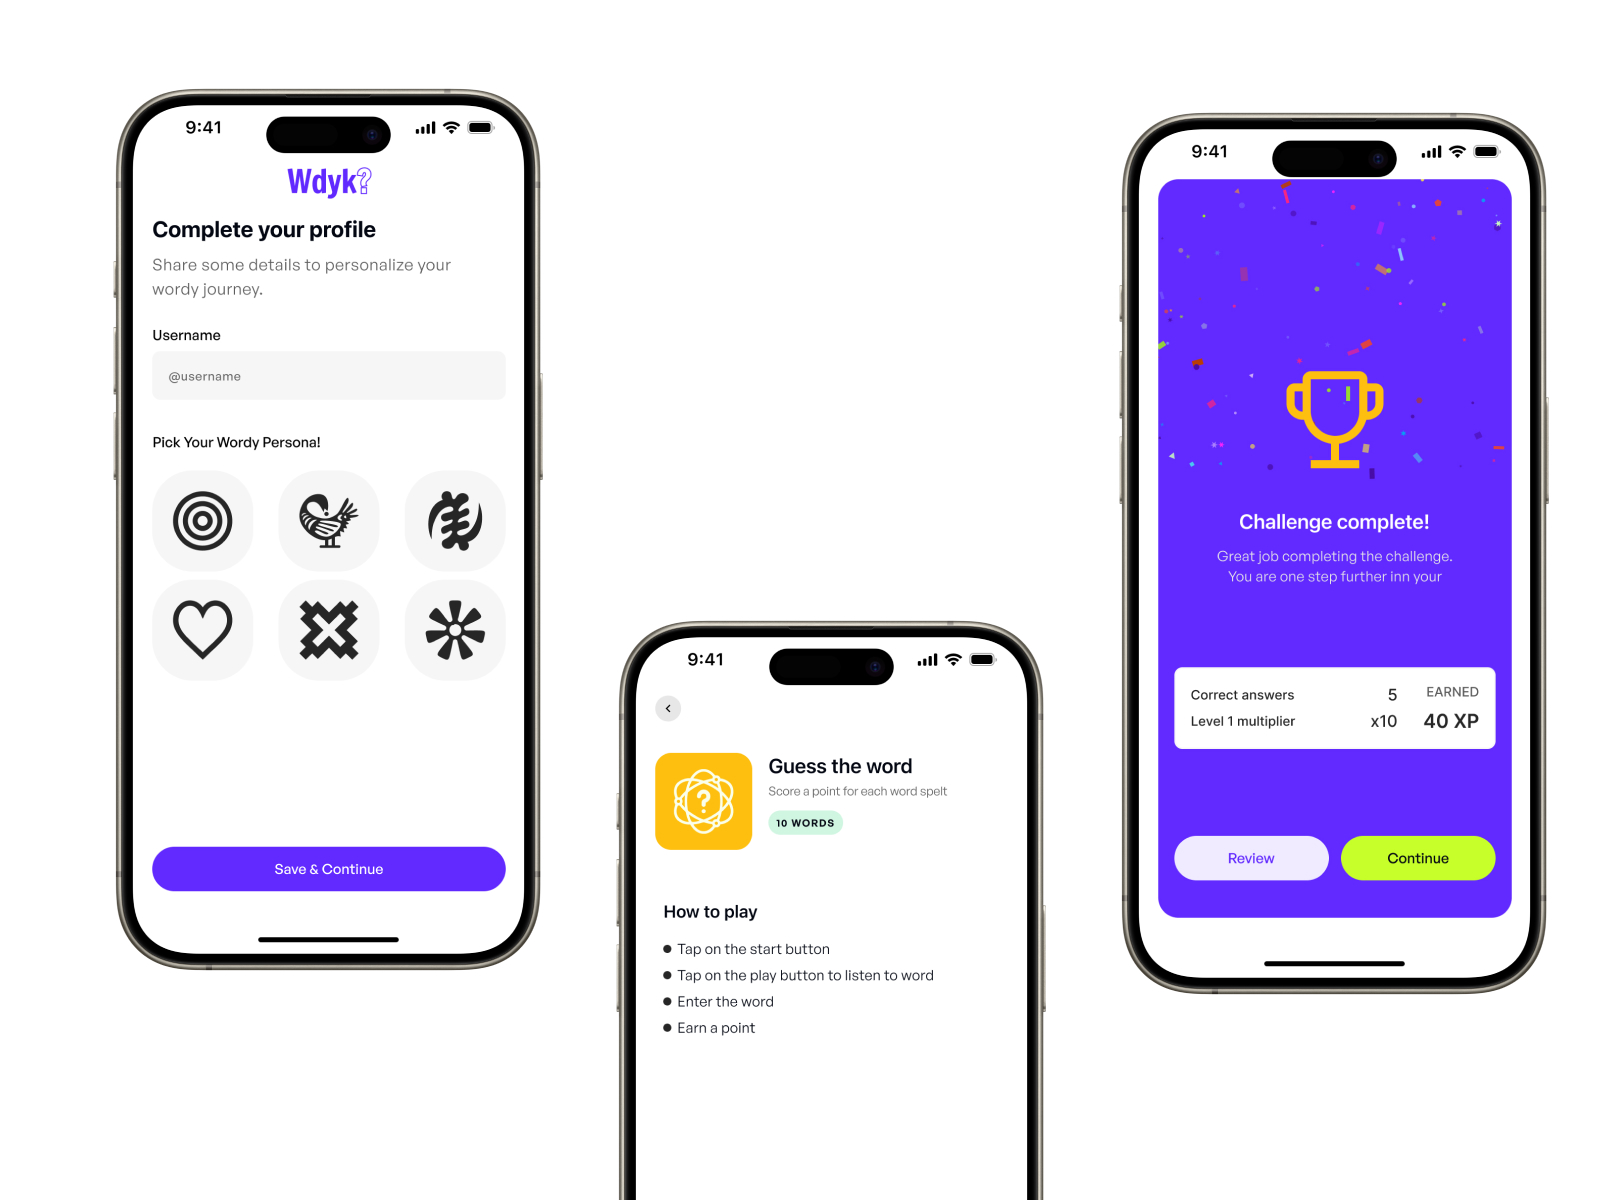 9:41
Wdyk?
Complete your profile
Share some details to personalize your
wordy journey.
Username
@username
Pick Your Wordy Persona!
Save & Continue
9:41
?
Guess the word
Score a point for each word spelt
10 WORDS
How to play
Tap on the start button
Tap on the play button to listen to word
Enter the word
Earn a point
9:41
Challenge complete!
Great job completing the challenge.
You are one step further inn your
Correct answers 5 EARNED
Level 1 multiplier x10 40 XP
Review Continue